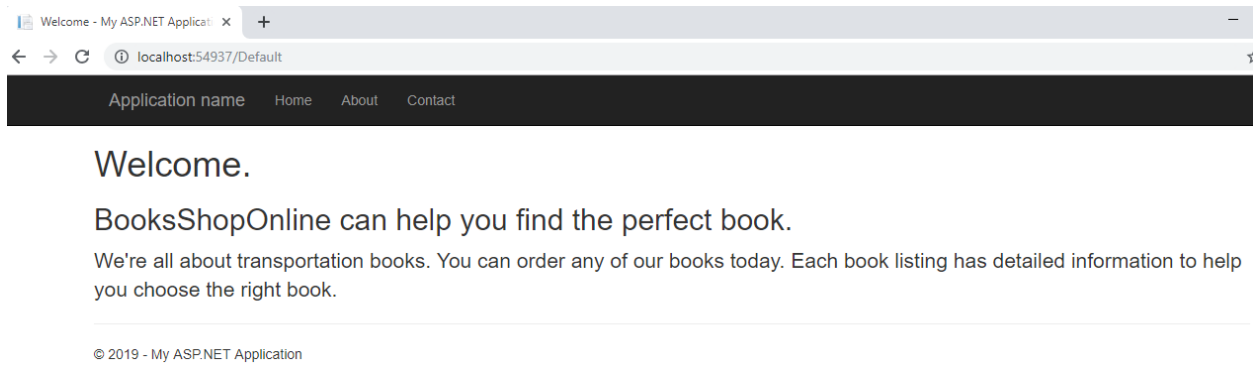 Welcome - My ASP.NET Applicati
localhost:54937/Default
Application name Home About Contact
Welcome.
BooksShopOnline can help you find the perfect book.
We're all about transportation books. You can order any of our books today. Each book listing has detailed information to help
you choose the right book.
© 2019 - My ASP.NET Application